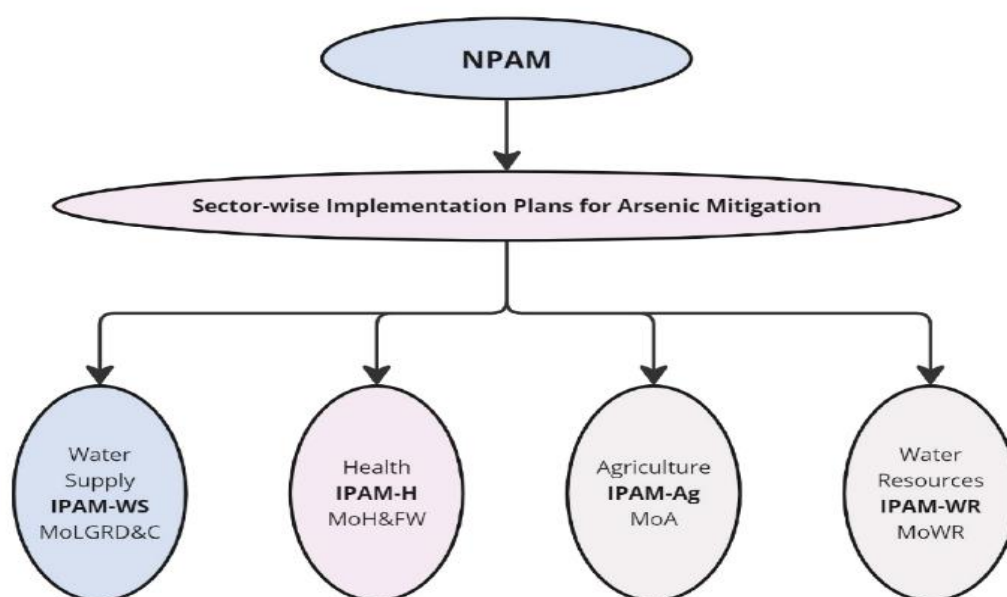 NPAM
Sector-wise Implementation Plans for Arsenic Mitigation
Water
Supply
IPAM-WS
MoLGRD&C
Health
IPAM-H
MoH&FW
Agriculture
IPAM-Ag
MoA
Water
Resources
IPAM-WR
MoWR